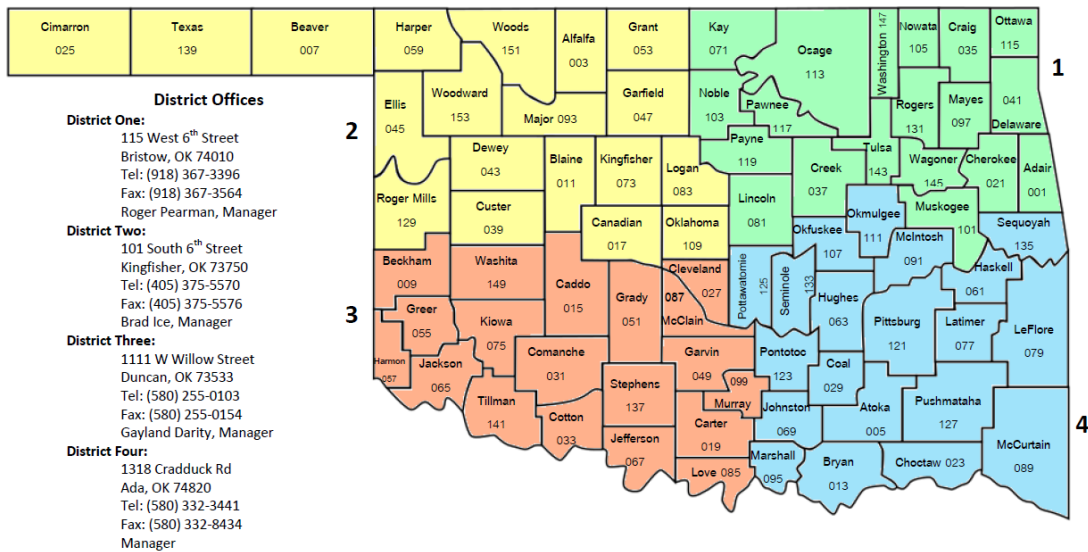 Cimarron
025
Texas
139
Beaver
007
Harper
059
Woods
151
Alfalfa
003
Grant
053
Kay
071
Osage
113
Washington 147
Nowata
105
Craig
035
Ottawa
115
1
District Offices
District One:
115 West 6th Street
Bristow, OK 74010
Tel: (918) 367-3396
Fax: (918) 367-3564
Roger Pearman, Manager
District Two:
101 South 6th Street
Kingfisher, OK 73750
Tel: (405) 375-5570
Fax: (405) 375-5576
Brad Ice, Manager
District Three:
1111 W Willow Street
Duncan, OK 73533
Tel: (580) 255-0103
Fax: (580) 255-0154
Gayland Darity, Manager
District Four:
1318 Cradduck Rd
Ada, OK 74820
Tel: (580) 332-3441
Fax: (580) 332-8434
Manager
2
Ellis
045
Woodward
153
Major 093
Garfield
047
Noble
103
Pawnee
117
Rogers
131
Mayes
097
041
Delaware
Dewey
043
Blaine
011
Kingfisher
073
Logan
083
Payne
119
Creek
037
Tulsa
143
Wagoner
145
Cherokee
021
Adair
001
Roger Mills
129
Custer
039
Canadian
017
Oklahoma
109
Lincoln
081
Okmulgee
111
Muskogee
101
Sequoyah
135
Okfuskee
107
McIntosh
091
Haskell
061
3
Beckham
009
Washita
149
Caddo
015
Grady
051
Cleveland
027
087
McClain
Pottawatomie 125
Seminole 133
Hughes
063
Pittsburg
121
Latimer
077
LeFlore
079
Greer
055
Kiowa
075
Harmon
057
Jackson
065
Comanche
031
Garvin
049
099
Murray
Pontotoc
123
Coal
029
Tillman
141
Cotton
033
Stephens
137
Carter
019
Johnston
069
Atoka
005
Pushmataha
127
4
Jefferson
067
Love 085
Marshall
095
Bryan
013
Choctaw 023
McCurtain
089